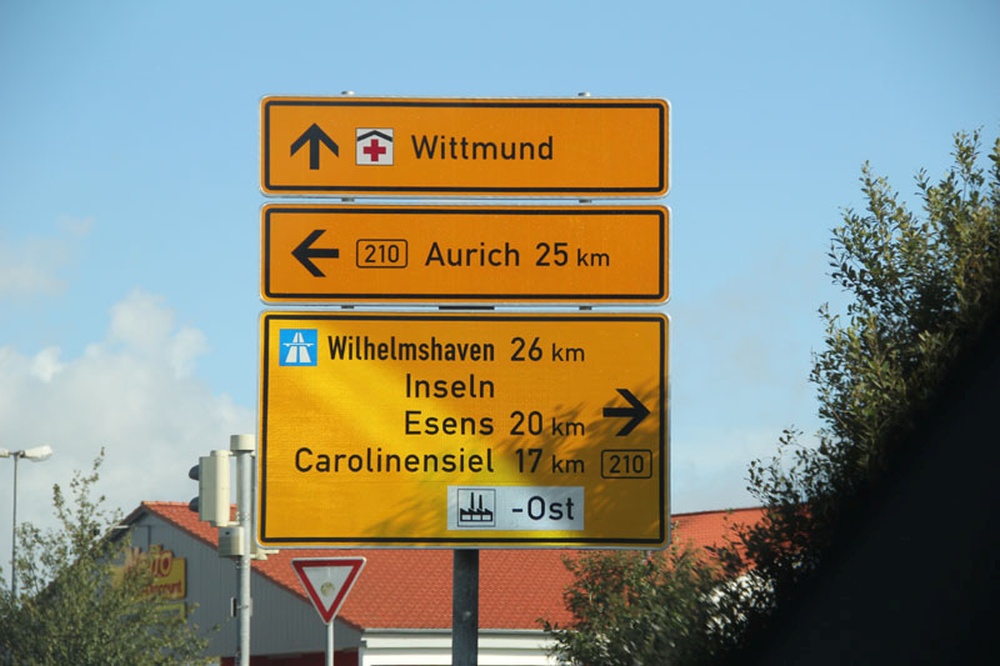 Wittmund
210 Aurich 25 km
Wilhelmshaven 26 km
Inseln
Esens 20 km
Carolinensiel 17 km 210
-Ost